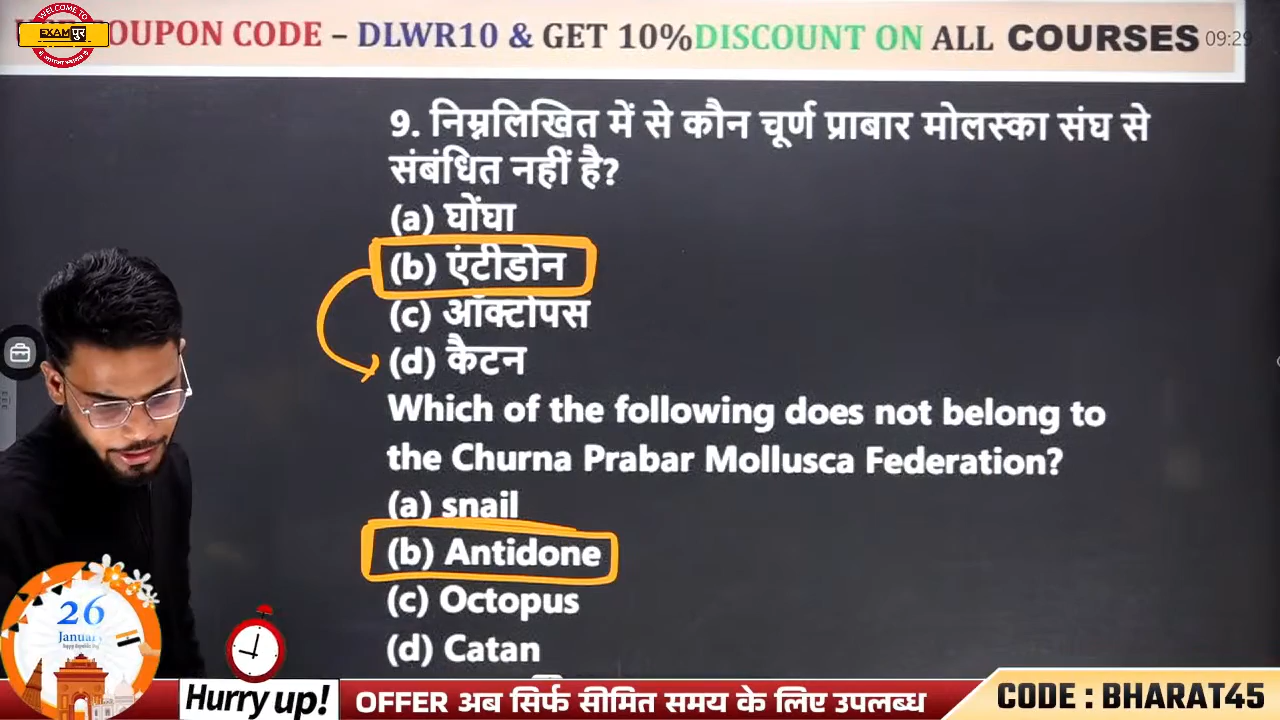 WELCOME TO
EXAMपुर
OUPON CODE – DLWR10 & GET 10%DISCOUNT ON ALL COURSES
09:29
9. निम्नलिखित में से कौन चूर्ण प्राबार मोलस्का संघ से
संबंधित नहीं है?
(a) घोंघा
(b) एंटीडोन
(c) ऑक्टोपस
(d) कैटन
Which of the following does not belong to
the Churna Prabar Mollusca Federation?
(a) snail
(b) Antidone
(c) Octopus
(d) Catan
26
January
Hurry up!
OFFER अब सिर्फ सीमित समय के लिए उपलब्ध
CODE : BHARAT45